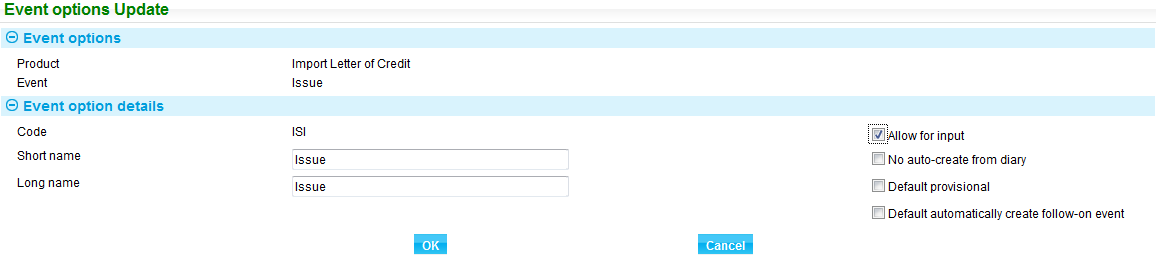 Event options Update
Event options
Product Import Letter of Credit
Event Issue
Event option details
Code ISI Allow for input
Short name Issue No auto-create from diary
Long name Issue Default provisional
Default automatically create follow-on event
OK Cancel